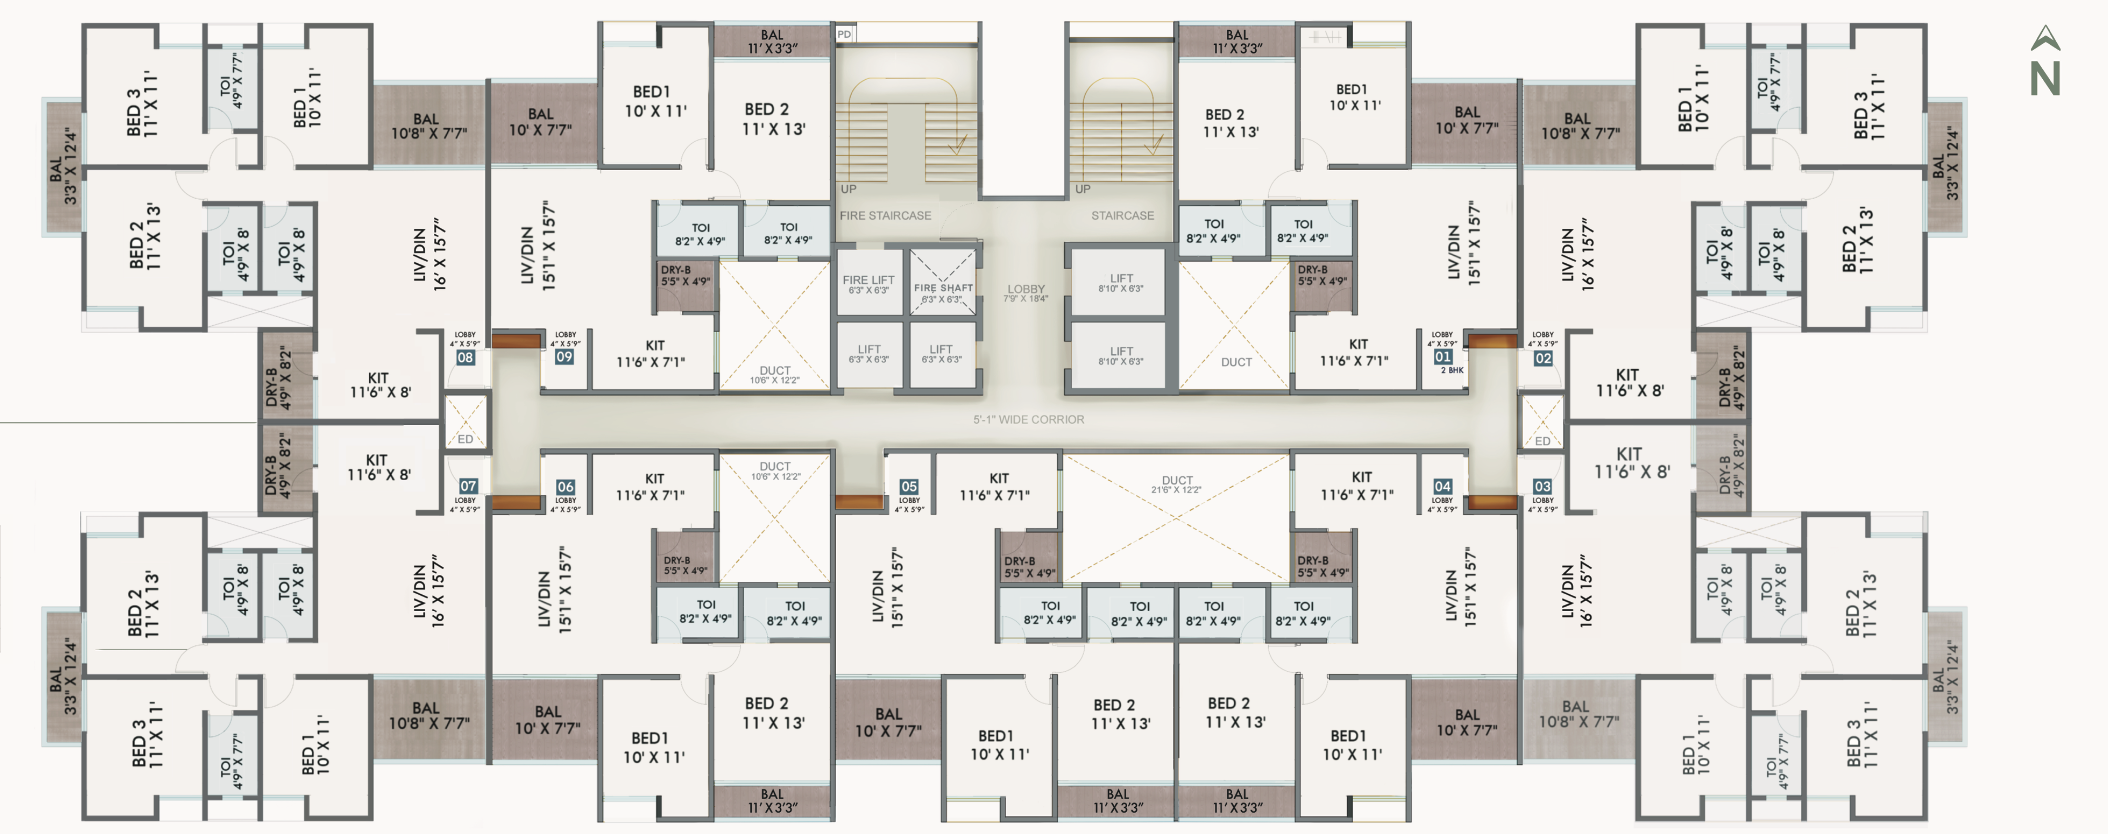 BED 3
11' X 11'
TOI
4'9" X 7'7"
BED 1
10' X 11'
BAL
10'8" X 7'7"
BAL
3'3" X 12'4"
BED 2
11' X 13'
TOI
4'9" X 8'
TOI
4'9" X 8'
LIV/DIN
16' X 15'7"
DRY-B
4'9" X 8'2"
KIT
11'6" X 8'
LOBBY
4" X 5'9"
08
BAL
10' X 7'7"
BED1
10' X 11'
BAL
11' X 3'3"
BED 2
11' X 13'
LIV/DIN
15'1" X 15'7"
TOI
8'2" X 4'9"
TOI
8'2" X 4'9"
DRY-B
5'5" X 4'9"
KIT
11'6" X 7'1"
LOBBY
4" X 5'9"
09
DUCT
10'6" X 12'2"
PD
UP
FIRE STAIRCASE
FIRE LIFT
6'3" X 6'3"
FIRE SHAFT
6'3" X 6'3"
LIFT
6'3" X 6'3"
LIFT
6'3" X 6'3"
LOBBY
7'9" X 18'4"
UP
STAIRCASE
LIFT
8'10" X 6'3"
LIFT
8'10" X 6'3"
BAL
11' X 3'3"
BED 2
11' X 13'
BED1
10' X 11'
BAL
10' X 7'7"
TOI
8'2" X 4'9"
TOI
8'2" X 4'9"
DRY-B
5'5" X 4'9"
DUCT
KIT
11'6" X 7'1"
LIV/DIN
15'1" X 15'7"
LOBBY
4" X 5'9"
01
2 BHK
BAL
10'8" X 7'7"
BED 1
10' X 11'
TOI
4'9" X 7'7"
BED 3
11' X 11'
BAL
3'3" X 12'4"
LIV/DIN
16' X 15'7"
TOI
4'9" X 8'
TOI
4'9" X 8'
BED 2
11' X 13'
LOBBY
4" X 5'9"
02
KIT
11'6" X 8'
DRY-B
4'9" X 8'2"
N
ED
5'-1" WIDE CORRIOR
ED
DRY-B
4'9" X 8'2"
KIT
11'6" X 8'
07
LOBBY
4" X 5'9"
BED 2
11' X 13'
TOI
4'9" X 8'
TOI
4'9" X 8'
LIV/DIN
16' X 15'7"
BAL
3'3" X 12'4"
BED 3
11' X 11'
TOI
4'9" X 7'7"
BED 1
10' X 11'
BAL
10'8" X 7'7"
06
LOBBY
4" X 5'9"
KIT
11'6" X 7'1"
DUCT
10'6" X 12'2"
LIV/DIN
15'1" X 15'7"
DRY-B
5'5" X 4'9"
TOI
8'2" X 4'9"
TOI
8'2" X 4'9"
BAL
10' X 7'7"
BED1
10' X 11'
BED 2
11' X 13'
BAL
11' X 3'3"
05
LOBBY
4" X 5'9"
KIT
11'6" X 7'1"
DUCT
21'6" X 12'2"
LIV/DIN
15'1" X 15'7"
DRY-B
5'5" X 4'9"
TOI
8'2" X 4'9"
TOI
8'2" X 4'9"
BAL
10' X 7'7"
BED1
10' X 11'
BED 2
11' X 13'
BAL
11' X 3'3"
KIT
11'6" X 7'1"
04
LOBBY
4" X 5'9"
DRY-B
5'5" X 4'9"
TOI
8'2" X 4'9"
TOI
8'2" X 4'9"
LIV/DIN
15'1" X 15'7"
BED 2
11' X 13'
BAL
11' X 3'3"
BED1
10' X 11'
BAL
10' X 7'7"
03
LOBBY
4" X 5'9"
KIT
11'6" X 8'
DRY-B
4'9" X 8'2"
LIV/DIN
16' X 15'7"
TOI
4'9" X 8'
TOI
4'9" X 8'
BED 2
11' X 13'
BAL
3'3" X 12'4"
BAL
10'8" X 7'7"
BED 1
10' X 11'
TOI
4'9" X 7'7"
BED 3
11' X 11'